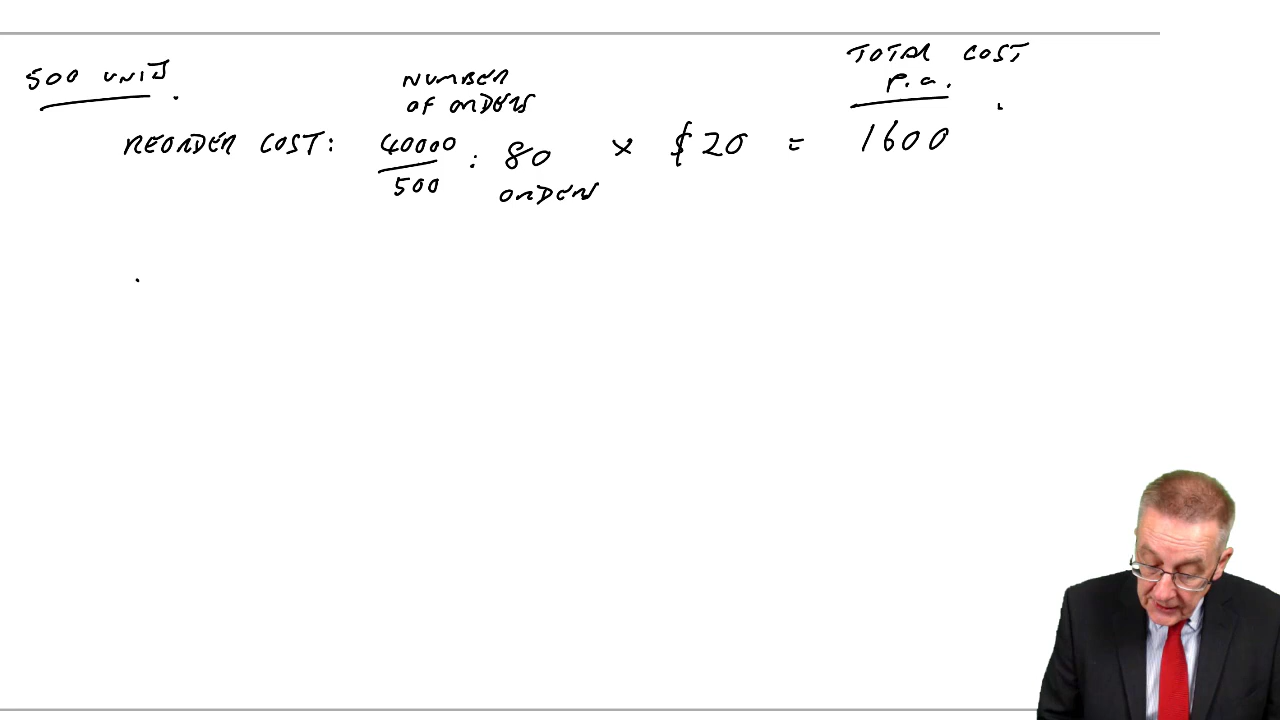 500 UNITS
NUMBER
OF ORDERS
TOTAL COST
p.a.
REORDER COST: 40000/500 : 80 ORDERS × $20 = 1600